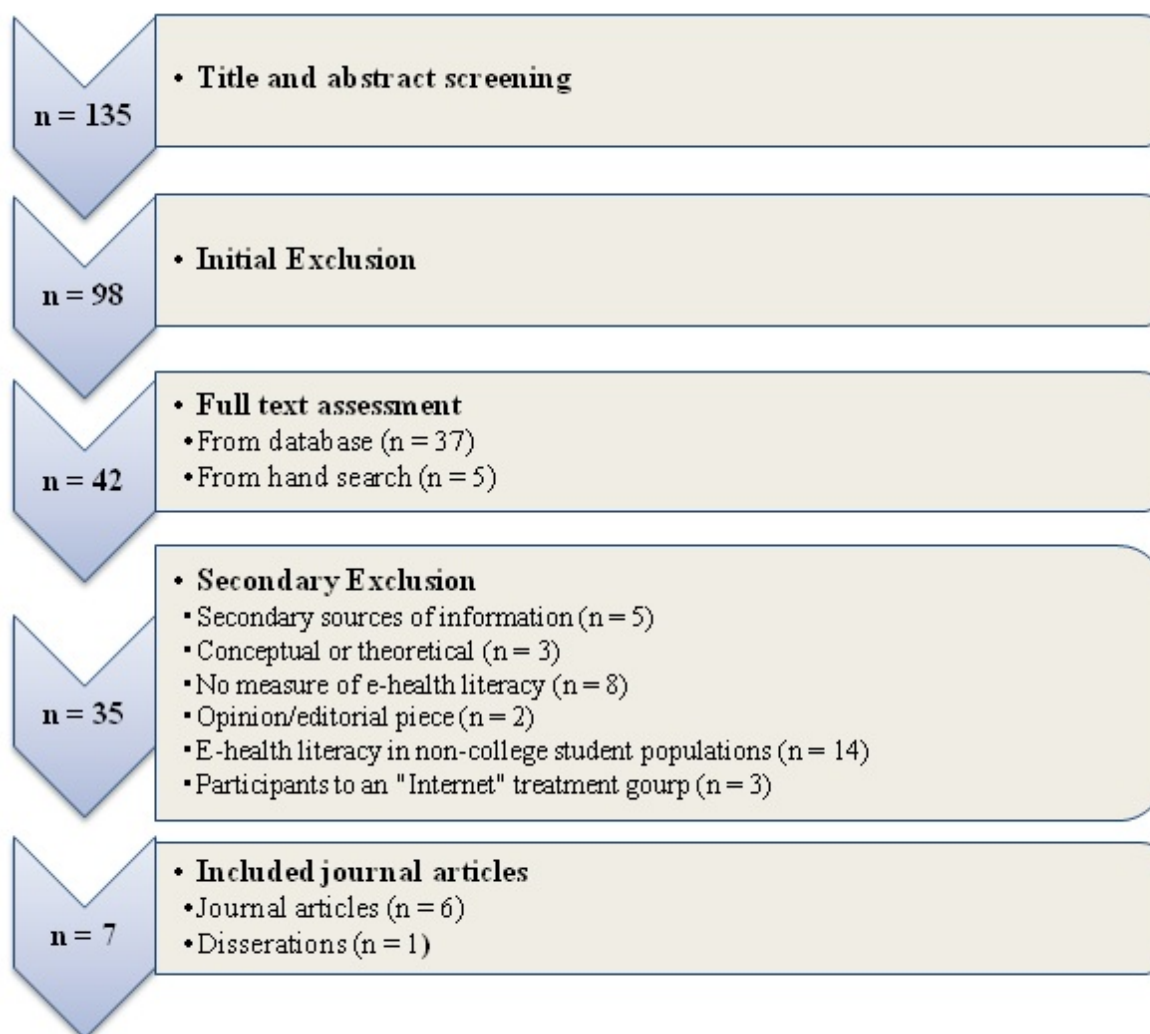 n = 135
• Title and abstract screening
n = 98
• Initial Exclusion
n = 42
• Full text assessment
• From database (n = 37)
• From hand search (n = 5)
n = 35
• Secondary Exclusion
▪ Secondary sources of information (n = 5)
▪ Conceptual or theoretical (n = 3)
▪ No measure of e-health literacy (n = 8)
▪ Opinion/editorial piece (n = 2)
▪ E-health literacy in non-college student populations (n = 14)
▪ Participants to an "Internet" treatment gourp (n = 3)
n = 7
• Included journal articles
• Journal articles (n = 6)
• Disserations (n = 1)